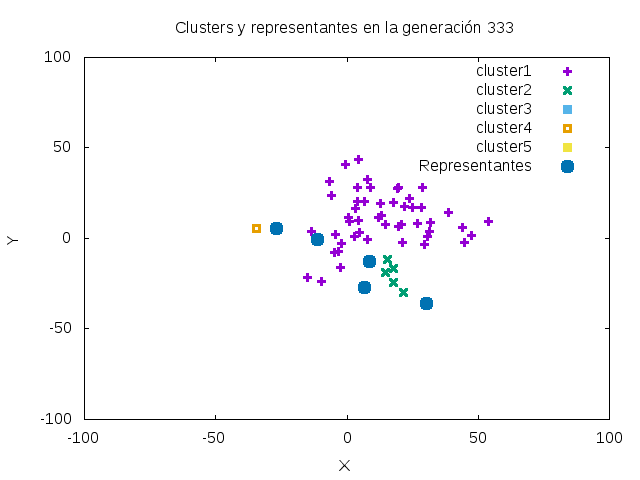 Clusters y representantes en la generación 333
100
50
0
-50
-100
-100
-50
0
50
100
X
Y
cluster1
cluster2
cluster3
cluster4
cluster5
Representantes